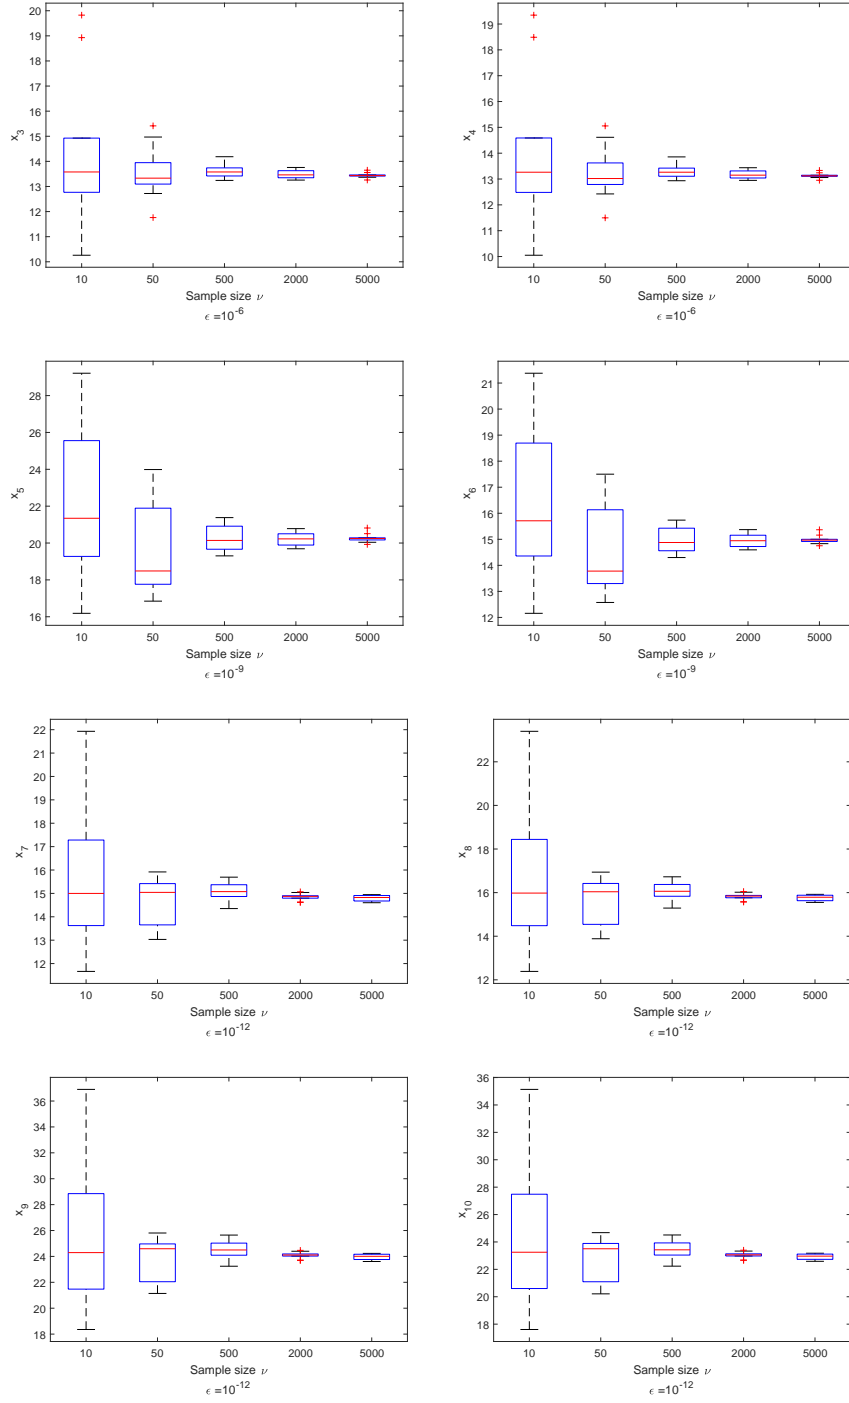 20
19
18
17
16
15
14
13
12
11
10
x3
10 50 500 2000 5000
Sample size ν
ϵ =10-6
19
18
17
16
15
14
13
12
11
10
x4
10 50 500 2000 5000
Sample size ν
ϵ =10-6
28
26
24
22
20
18
16
x5
10 50 500 2000 5000
Sample size ν
ϵ =10-9
21
20
19
18
17
16
15
14
13
12
x6
10 50 500 2000 5000
Sample size ν
ϵ =10-9
22
21
20
19
18
17
16
15
14
13
12
x7
10 50 500 2000 5000
Sample size ν
ϵ =10-12
22
20
18
16
14
12
x8
10 50 500 2000 5000
Sample size ν
ϵ =10-12
36
34
32
30
28
26
24
22
20
18
x9
10 50 500 2000 5000
Sample size ν
ϵ =10-12
36
34
32
30
28
26
24
22
20
18
x10
10 50 500 2000 5000
Sample size ν
ϵ =10-12